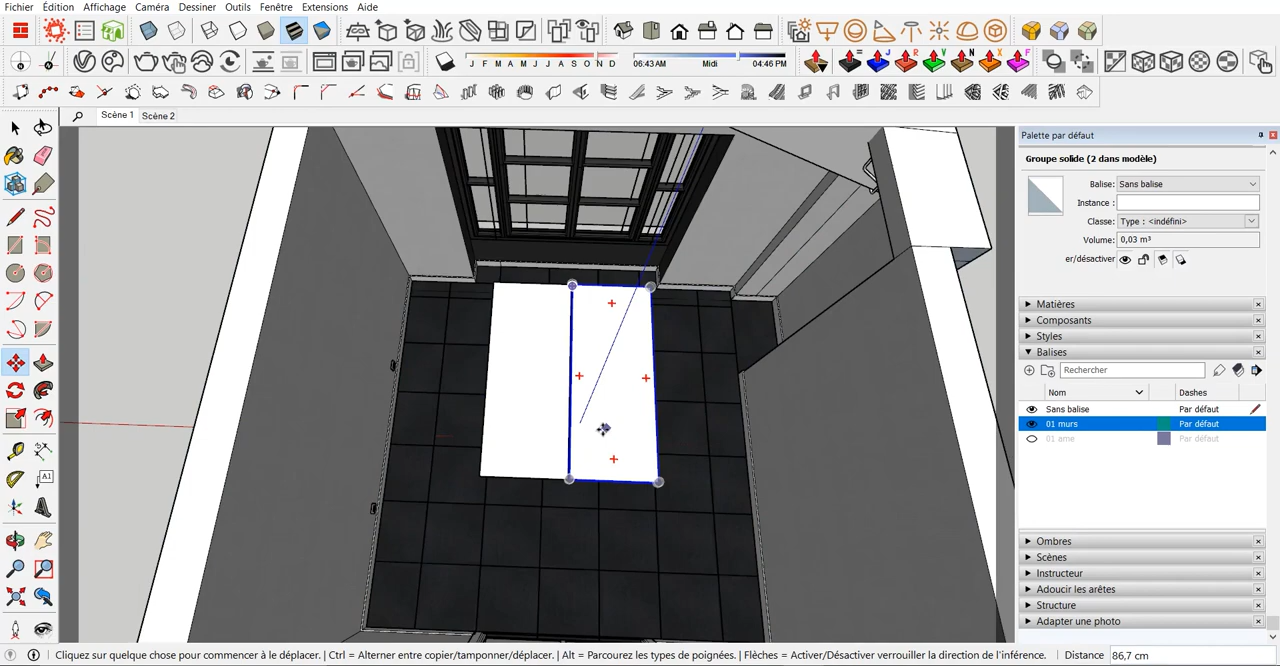 Fichier Édition Affichage Caméra Dessiner Outils Fenêtre Extensions Aide
= J R V N X F
J F M A M J J A S O N D 06:43 AM Midi 04:46 PM
Scène 1 Scène 2
Palette par défaut
Groupe solide (2 dans modèle)
Balise: Sans balise
Instance :
Classe: Type : <indéfini>
Volume: 0,03 m³
er/désactiver
Matières
Composants
Styles
Balises
Rechercher
Nom Dashes
Sans balise Par défaut
01 murs Par défaut
01 ame Par défaut
A1
Ombres
Scènes
Instructeur
Adoucir les arêtes
Structure
Adapter une photo
Cliquez sur quelque chose pour commencer à le déplacer. | Ctrl = Alterner entre copier/tamponner/déplacer. | Alt = Parcourez les types de poignées. | Flèches = Activer/Désactiver verrouiller la direction de l'inférence. Distance 86,7 cm